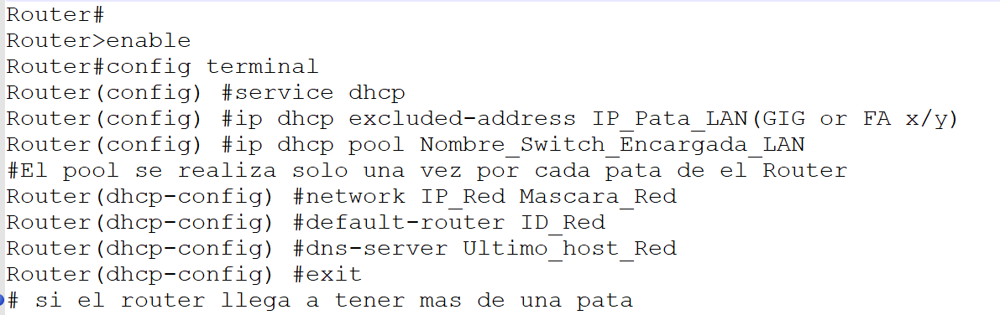 Router#
Router>enable
Router#config terminal
Router(config) #service dhcp
Router(config) #ip dhcp excluded-address IP_Pata_LAN(GIG or FA x/y)
Router(config) #ip dhcp pool Nombre_Switch_Encargada_LAN
#El pool se realiza solo una vez por cada pata de el Router
Router(dhcp-config) #network IP_Red Mascara_Red
Router(dhcp-config) #default-router ID_Red
Router(dhcp-config) #dns-server Ultimo_host_Red
Router(dhcp-config) #exit
# si el router llega a tener mas de una pata